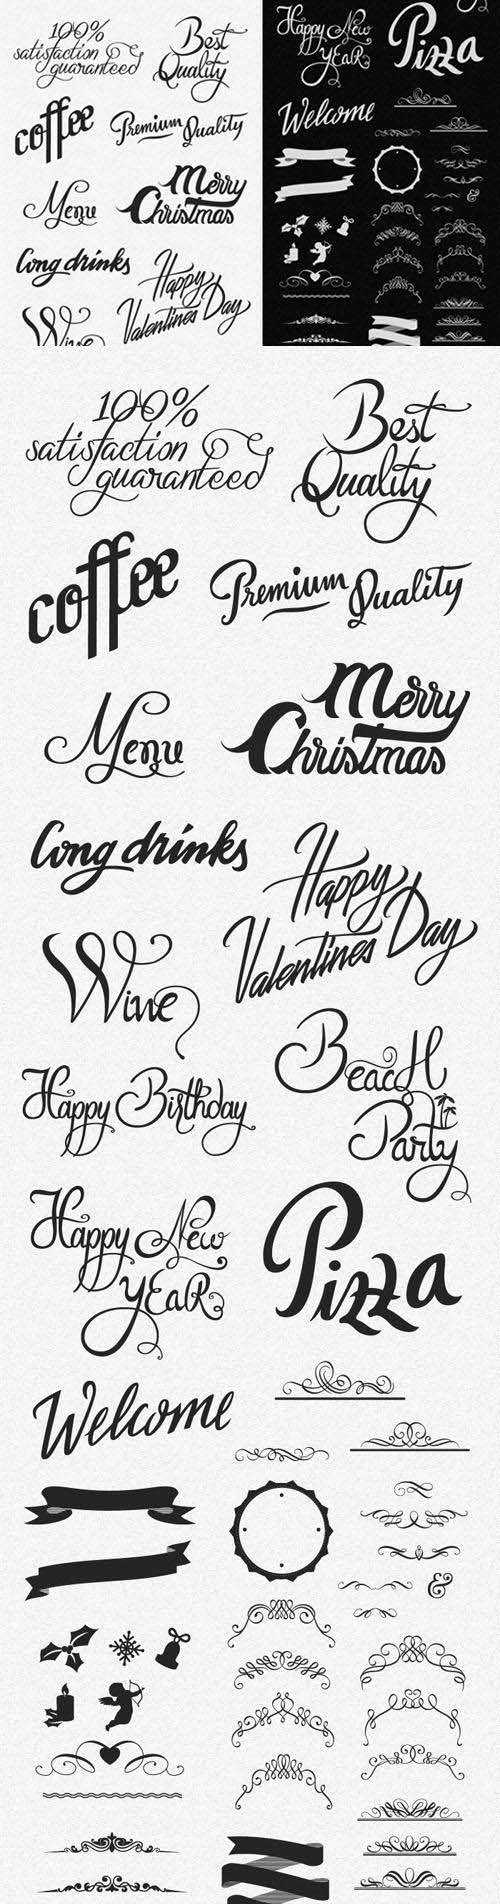 100%
satisfaction
guaranteed
Best
Quality
coffee
Premium Quality
Menu
Merry
Christmas
Cong drinks
Happy
Valentines Day
Wine
Happy New
YEaR
Pizza
Welcome
&
100%
satisfaction
guaranteed
Best
Quality
coffee
Premium Quality
Menu
Merry
Christmas
Cong drinks
Happy
Valentines Day
Wine
BeacH
Party
Happy Birthday
Happy New
YEaR
Pizza
Welcome
&